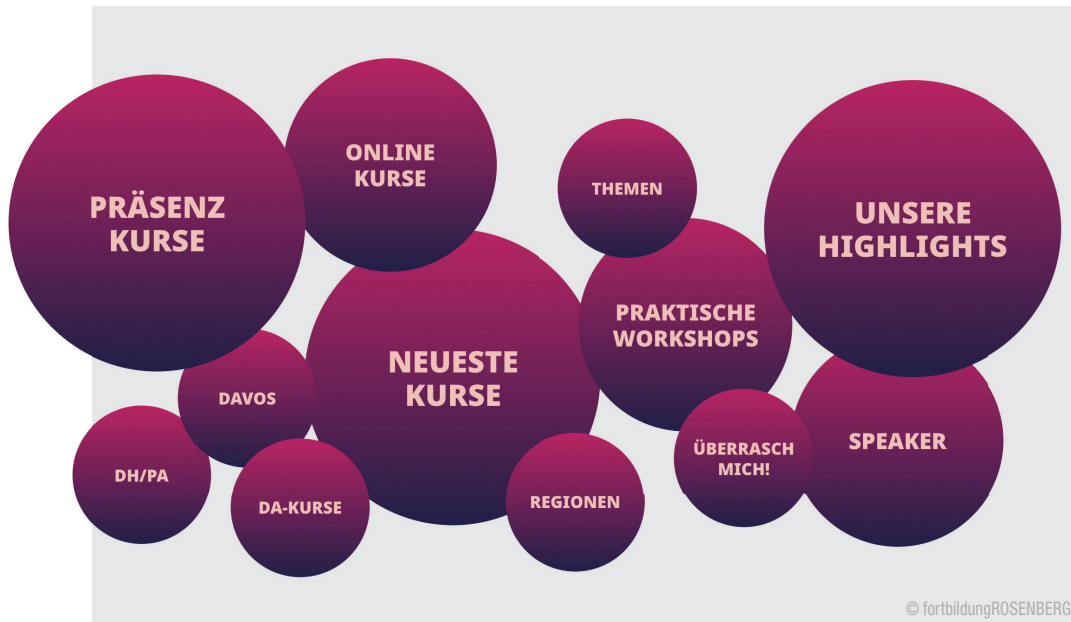 PRÄSENZ
KURSE
ONLINE
KURSE
THEMEN
UNSERE
HIGHLIGHTS
PRAKTISCHE
WORKSHOPS
NEUESTE
KURSE
DAVOS
DH/PA
DA-KURSE
REGIONEN
ÜBERRASCH
MICH!
SPEAKER
© fortbildungROSENBERG